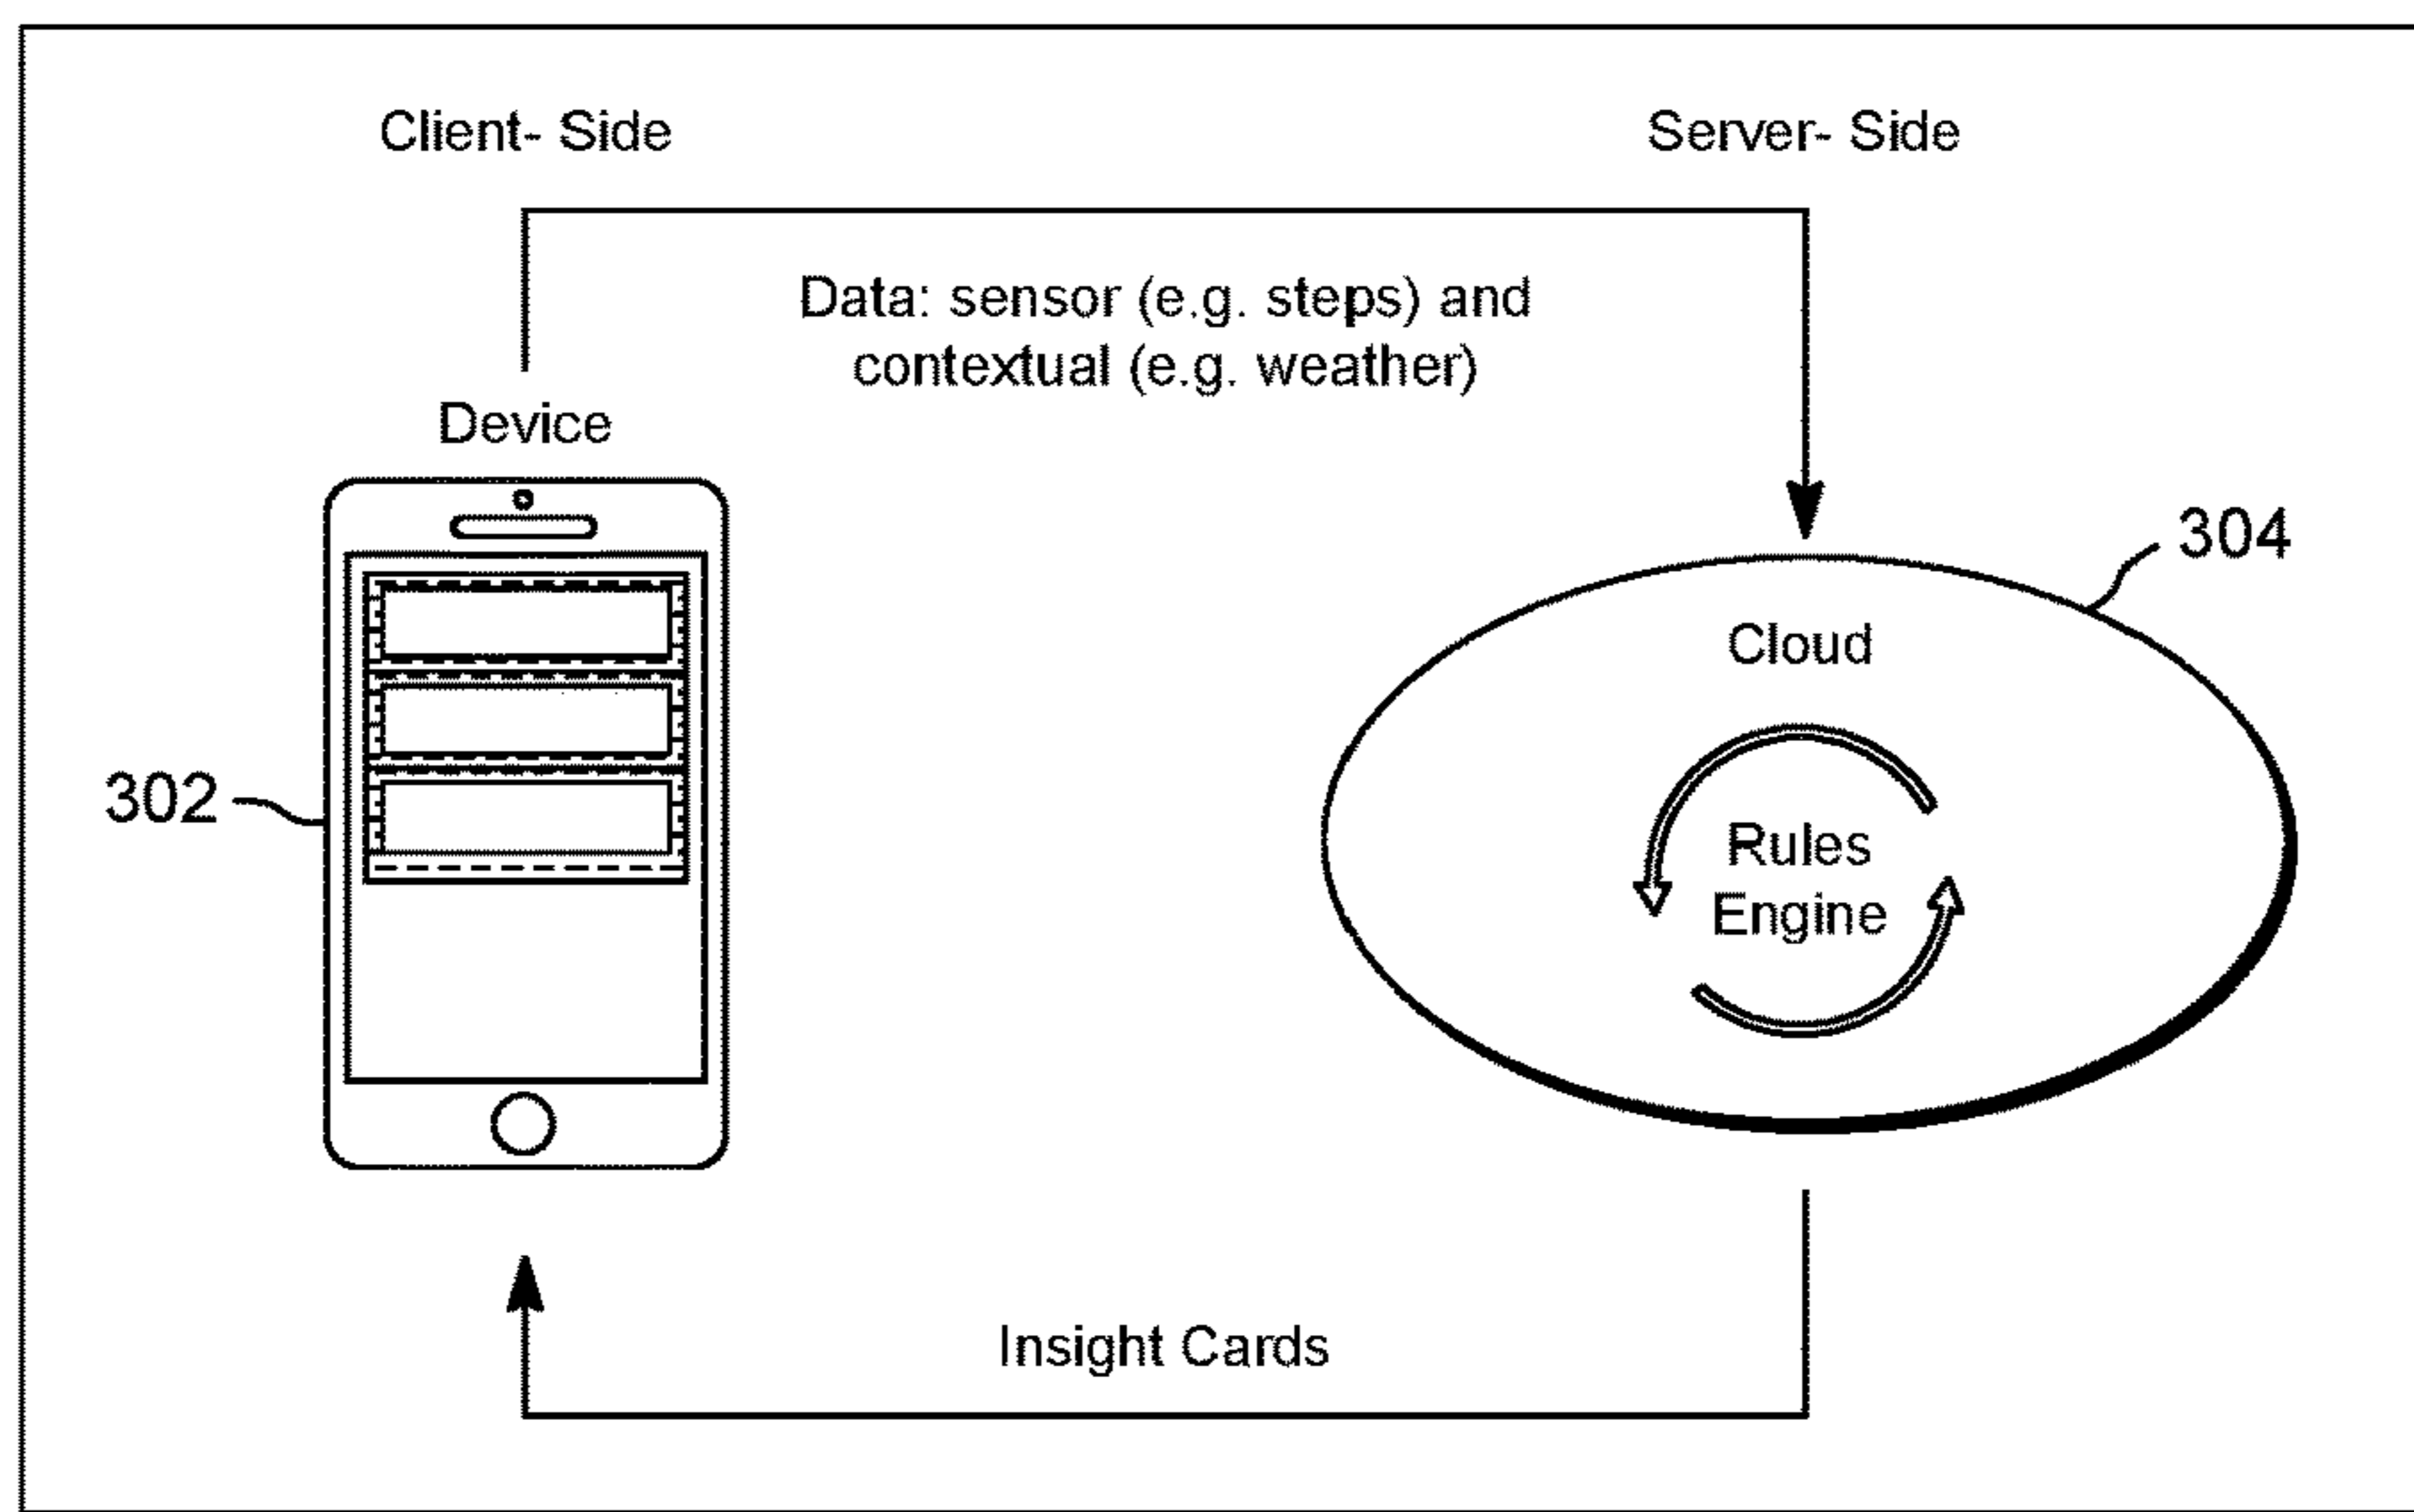 Client- Side
Server- Side
Data: sensor (e.g. steps) and
contextual (e.g. weather)
Device
304
Cloud
302
Rules
Engine
Insight Cards